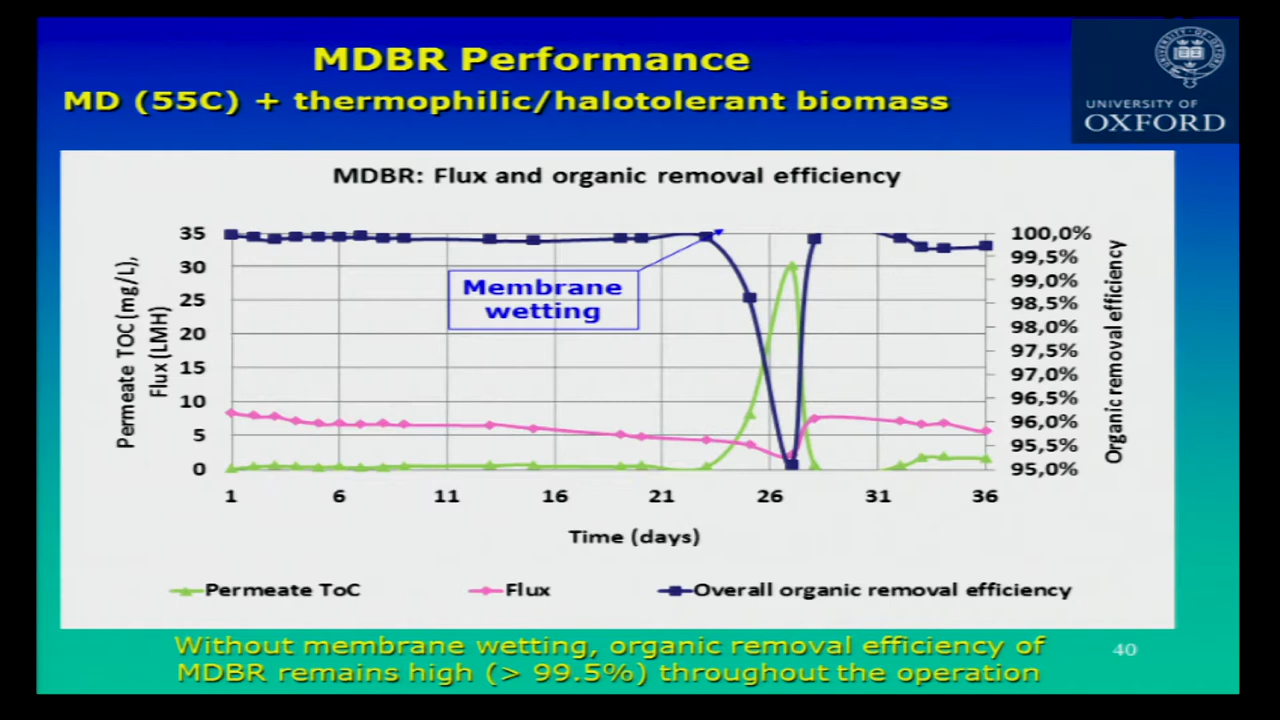 MDBR Performance
MD (55C) + thermophilic/halotolerant biomass
UNIVERSITY OF
OXFORD
MDBR: Flux and organic removal efficiency
Permeate TOC (mg/L),
Flux (LMH)
35
30
25
20
15
10
5
0
Membrane
wetting
100,0%
99,5%
99,0%
98,5%
98,0%
97,5%
97,0%
96,5%
96,0%
95,5%
95,0%
Organic removal efficiency
1 6 11 16 21 26 31 36
Time (days)
Permeate ToC Flux Overall organic removal efficiency
Without membrane wetting, organic removal efficiency of
MDBR remains high (> 99.5%) throughout the operation
40